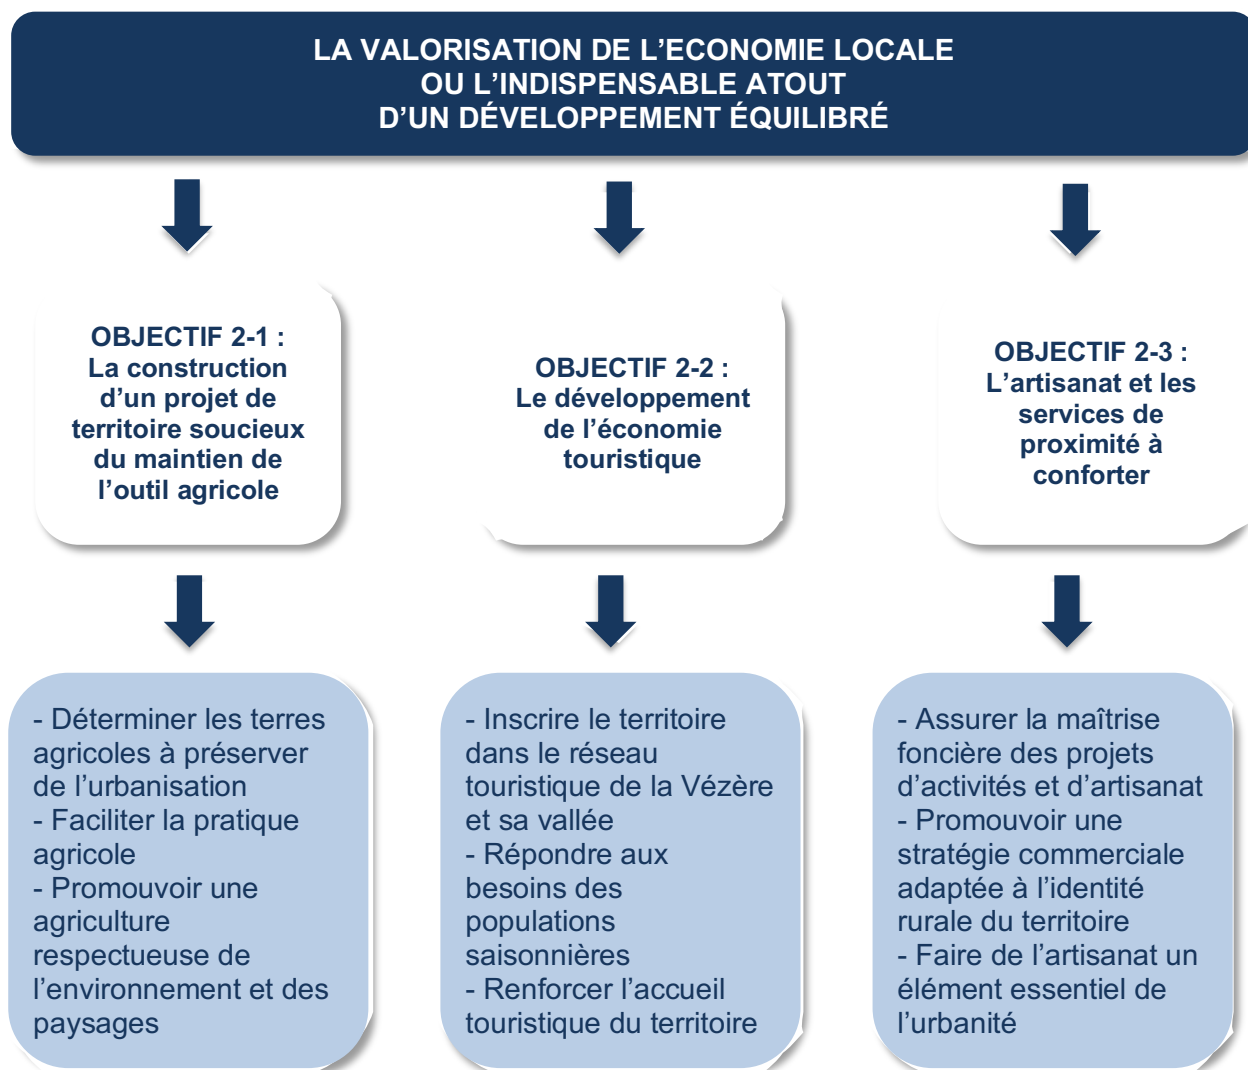 LA VALORISATION DE L’ECONOMIE LOCALE
OU L’INDISPENSABLE ATOUT
D’UN DÉVELOPPEMENT ÉQUILIBRÉ
OBJECTIF 2-1 :
La construction
d’un projet de
territoire soucieux
du maintien de
l’outil agricole
OBJECTIF 2-2 :
Le développement
de l’économie
touristique
OBJECTIF 2-3 :
L’artisanat et les
services de
proximité à
conforter
- Déterminer les terres
agricoles à préserver
de l’urbanisation
- Faciliter la pratique
agricole
- Promouvoir une
agriculture
respectueuse de
l’environnement et des
paysages
- Inscrire le territoire
dans le réseau
touristique de la Vézère
et sa vallée
- Répondre aux
besoins des
populations
saisonnières
- Renforcer l’accueil
touristique du territoire
- Assurer la maîtrise
foncière des projets
d’activités et d’artisanat
- Promouvoir une
stratégie commerciale
adaptée à l’identité
rurale du territoire
- Faire de l’artisanat un
élément essentiel de
l’urbanité